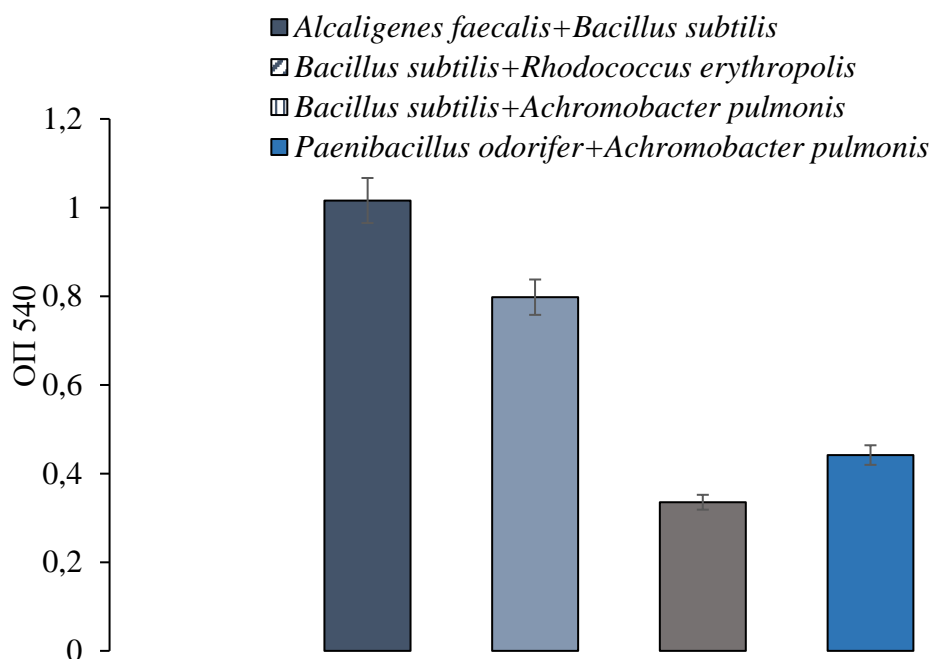 Alcaligenes faecalis+Bacillus subtilis
Bacillus subtilis+Rhodococcus erythropolis
Bacillus subtilis+Achromobacter pulmonis
Paenibacillus odorifer+Achromobacter pulmonis
1,2
1
0,8
0,6
0,4
0,2
0
ОП 540